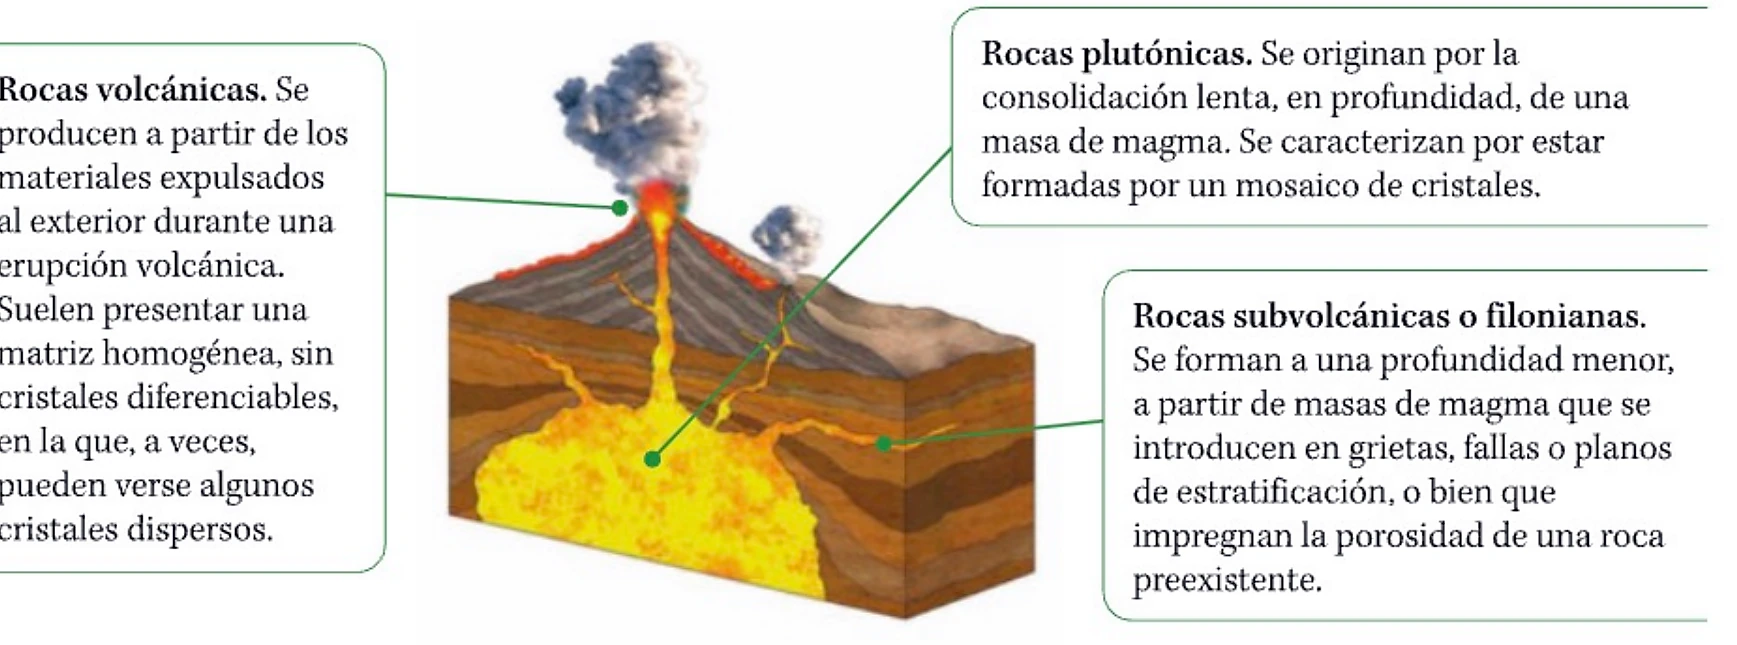 Rocas volcánicas. Se
producen a partir de los
materiales expulsados
al exterior durante una
erupción volcánica.
Suelen presentar una
matriz homogénea, sin
cristales diferenciables,
en la que, a veces,
pueden verse algunos
cristales dispersos.
Rocas plutónicas. Se originan por la
consolidación lenta, en profundidad, de una
masa de magma. Se caracterizan por estar
formadas por un mosaico de cristales.
Rocas subvolcánicas o filonianas.
Se forman a una profundidad menor,
a partir de masas de magma que se
introducen en grietas, fallas o planos
de estratificación, o bien que
impregnan la porosidad de una roca
preexistente.